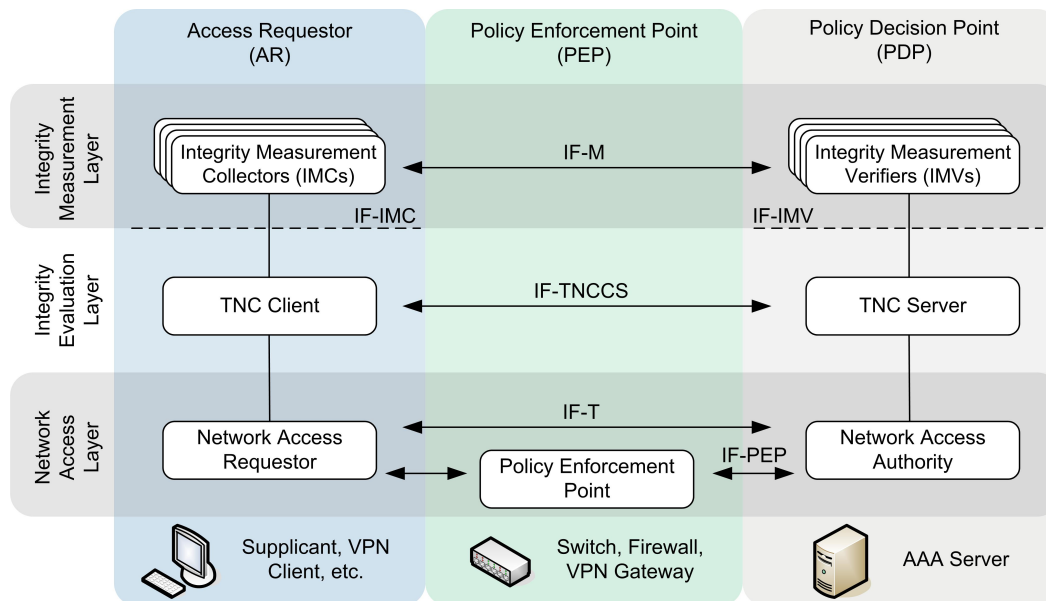 Access Requestor
(AR)
Policy Enforcement Point
(PEP)
Policy Decision Point
(PDP)
Integrity
Measurement
Layer
Integrity Measurement
Collectors (IMCs)
IF-M
Integrity Measurement
Verifiers (IMVs)
IF-IMC
IF-IMV
Integrity
Evaluation
Layer
TNC Client
IF-TNCCS
TNC Server
Network
Access
Layer
IF-T
Network Access
Requestor
Policy Enforcement
Point
IF-PEP
Network Access
Authority
Supplicant, VPN
Client, etc.
Switch, Firewall,
VPN Gateway
AAA Server